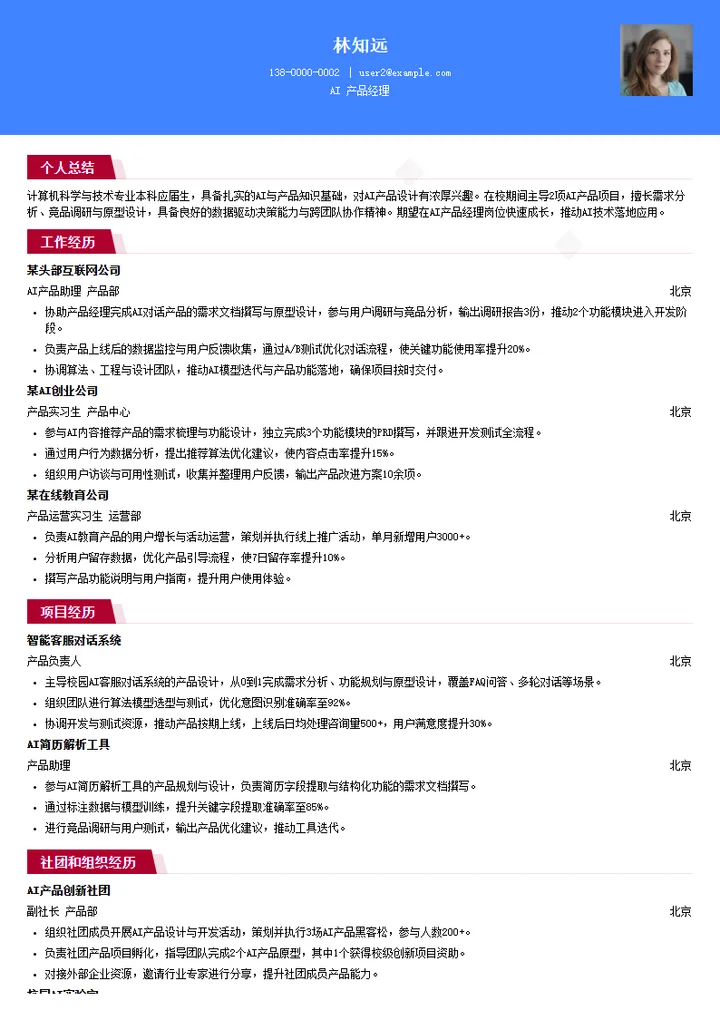 林知远
138-0000-0002 | user2@example.com
AI 产品经理
个人总结
计算机科学与技术专业本科应届生，具备扎实的AI与产品知识基础，对AI产品设计有浓厚兴趣。在校期间主导2项AI产品项目，擅长需求分
析、竞品调研与原型设计，具备良好的数据驱动决策能力与跨团队协作精神。期望在AI产品经理岗位快速成长，推动AI技术落地应用。
工作经历
某头部互联网公司
AI产品助理 产品部 北京
• 协助产品经理完成AI对话产品的需求文档撰写与原型设计，参与用户调研与竞品分析，输出调研报告3份，推动2个功能模块进入开发阶
段。
• 负责产品上线后的数据监控与用户反馈收集，通过A/B测试优化对话流程，使关键功能使用率提升20%。
• 协调算法、工程与设计团队，推动AI模型迭代与产品功能落地，确保项目按时交付。
某AI创业公司
产品实习生 产品中心 北京
• 参与AI内容推荐产品的需求梳理与功能设计，独立完成3个功能模块的PRD撰写，并跟进开发测试全流程。
• 通过用户行为数据分析，提出推荐算法优化建议，使内容点击率提升15%。
• 组织用户访谈与可用性测试，收集并整理用户反馈，输出产品改进方案10余项。
某在线教育公司
产品运营实习生 运营部 北京
• 负责AI教育产品的用户增长与活动运营，策划并执行线上推广活动，单月新增用户3000+。
• 分析用户留存数据，优化产品引导流程，使7日留存率提升10%。
• 撰写产品功能说明与用户指南，提升用户使用体验。
项目经历
智能客服对话系统
产品负责人 北京
• 主导校园AI客服对话系统的产品设计，从0到1完成需求分析、功能规划与原型设计，覆盖FAQ问答、多轮对话等场景。
• 组织团队进行算法模型选型与测试，优化意图识别准确率至92%。
• 协调开发与测试资源，推动产品按期上线，上线后日均处理咨询量500+，用户满意度提升30%。
AI简历解析工具
产品助理 北京
• 参与AI简历解析工具的产品规划与设计，负责简历字段提取与结构化功能的需求文档撰写。
• 通过标注数据与模型训练，提升关键字段提取准确率至85%。
• 进行竞品调研与用户测试，输出产品优化建议，推动工具迭代。
社团和组织经历
AI产品创新社团
副社长 产品部 北京
• 组织社团成员开展AI产品设计与开发活动，策划并执行3场AI产品黑客松，参与人数200+。
• 负责社团产品项目孵化，指导团队完成2个AI产品原型，其中1个获得校级创新项目资助。
• 对接外部企业资源，邀请行业专家进行分享，提升社团成员产品能力。